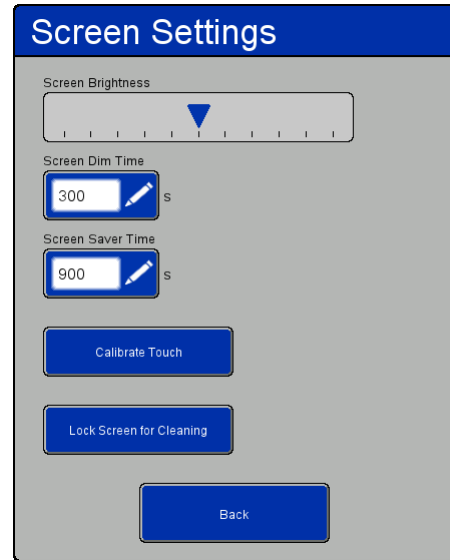 Screen Settings
Screen Brightness
Screen Dim Time
300 s
Screen Saver Time
900 s
Calibrate Touch
Lock Screen for Cleaning
Back